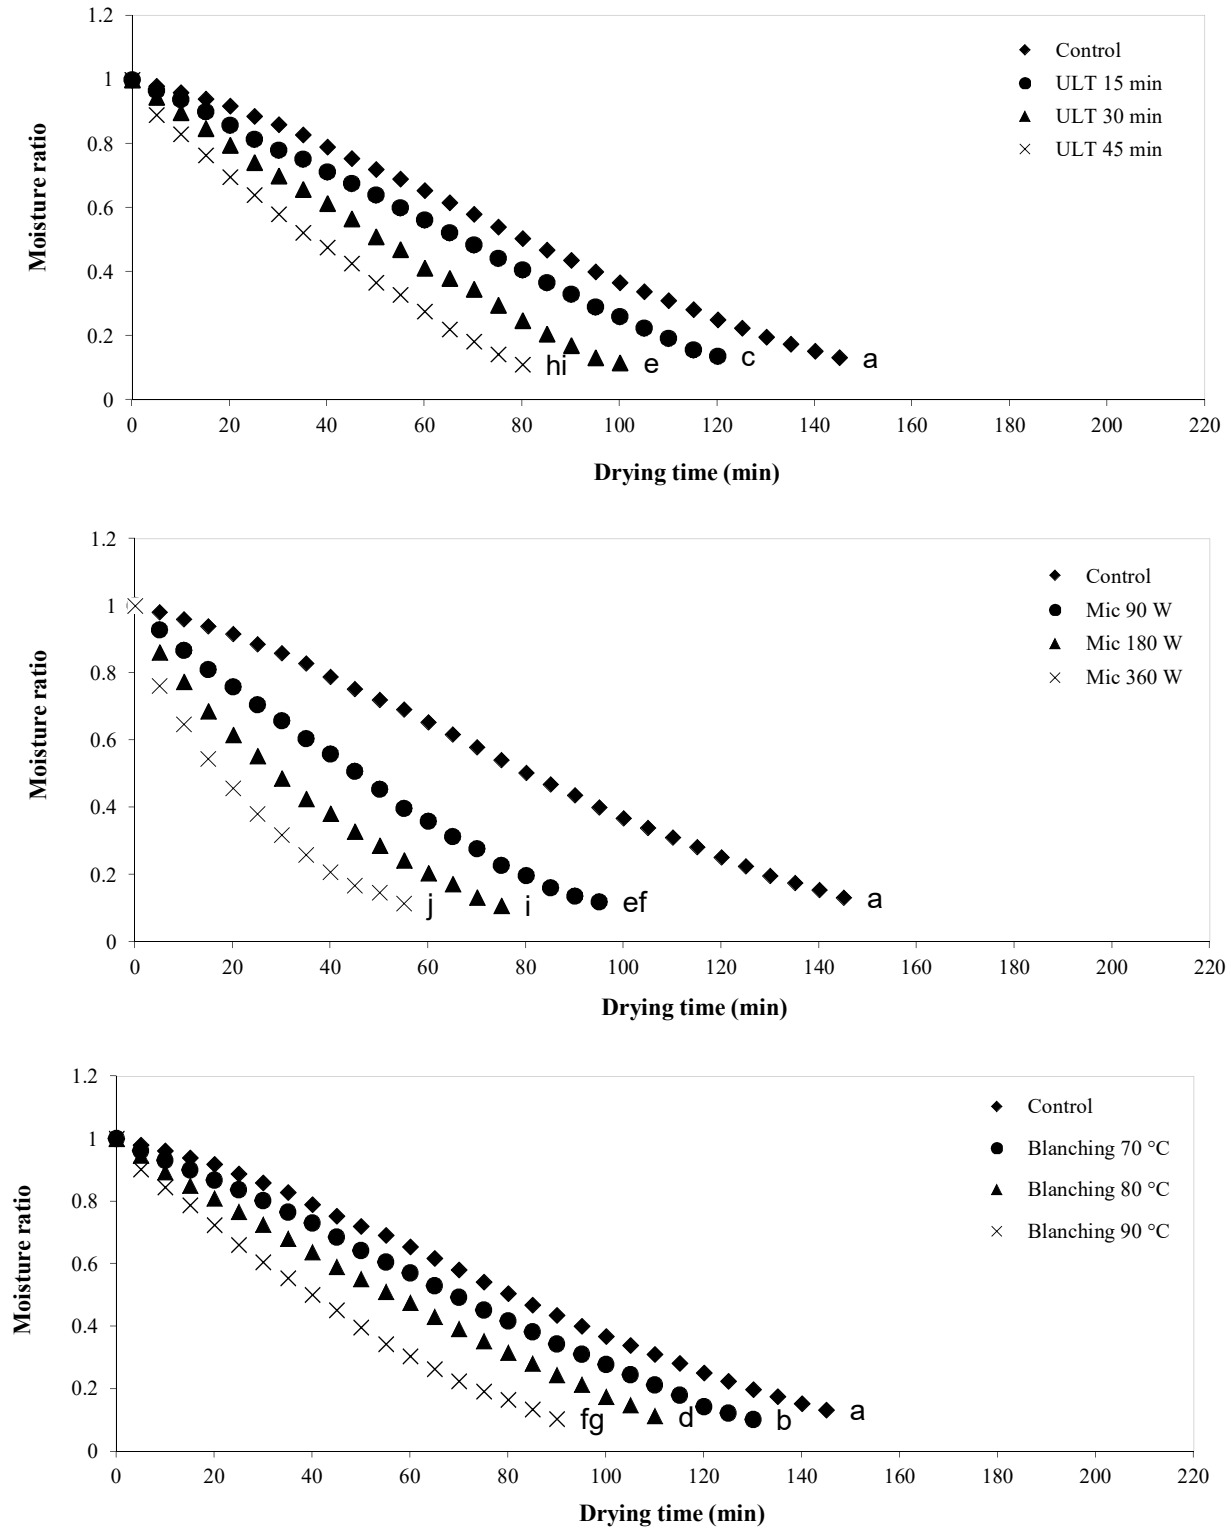 1.2
Control
1
ULT 15 min
ULT 30 min
0.8
ULT 45 min
Moisture ratio
0.6
0.4
0.2
hi e c a
0
0 20 40 60 80 100 120 140 160 180 200 220
Drying time (min)
1.2
Control
1
Mic 90 W
Mic 180 W
0.8
Mic 360 W
Moisture ratio
0.6
0.4
0.2
j i ef a
0
0 20 40 60 80 100 120 140 160 180 200 220
Drying time (min)
1.2
Control
1
Blanching 70 °C
Blanching 80 °C
0.8
Blanching 90 °C
Moisture ratio
0.6
0.4
0.2
fg d b a
0
0 20 40 60 80 100 120 140 160 180 200 220
Drying time (min)